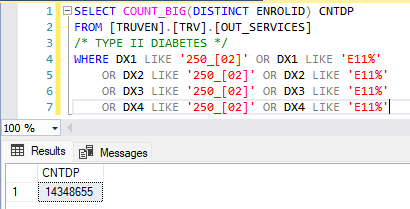 1 SELECT COUNT_BIG(DISTINCT ENROLID) CNTDP
2 FROM [TRUVEN].[TRV].[OUT_SERVICES]
3 /* TYPE II DIABETES */
4 WHERE DX1 LIKE '250_[02]' OR DX1 LIKE 'E11%'
5 OR DX2 LIKE '250_[02]' OR DX2 LIKE 'E11%'
6 OR DX3 LIKE '250_[02]' OR DX3 LIKE 'E11%'
7 OR DX4 LIKE '250_[02]' OR DX4 LIKE 'E11%'
100 %
Results Messages
CNTDP
1 14348655